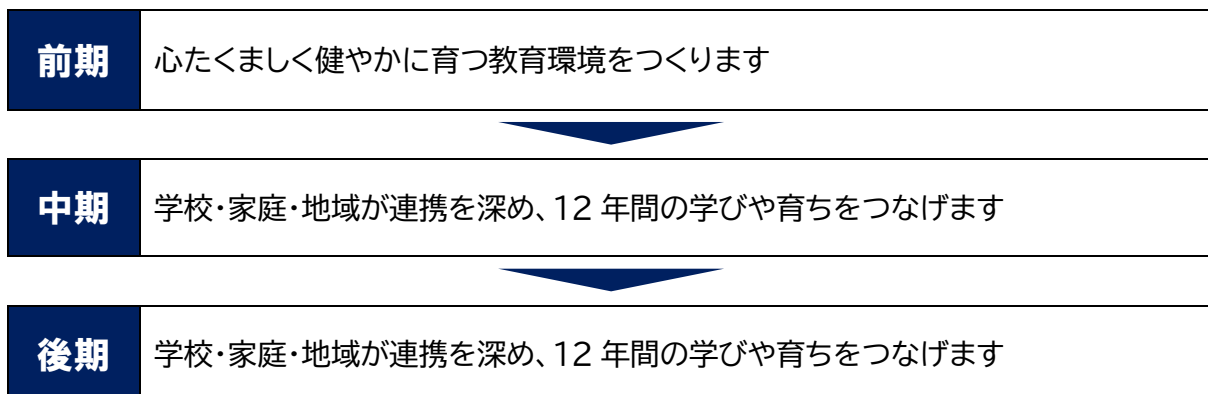 前期 心たくましく健やかに育つ教育環境をつくります
中期 学校・家庭・地域が連携を深め、12 年間の学びや育ちをつなげます
後期 学校・家庭・地域が連携を深め、12 年間の学びや育ちをつなげます